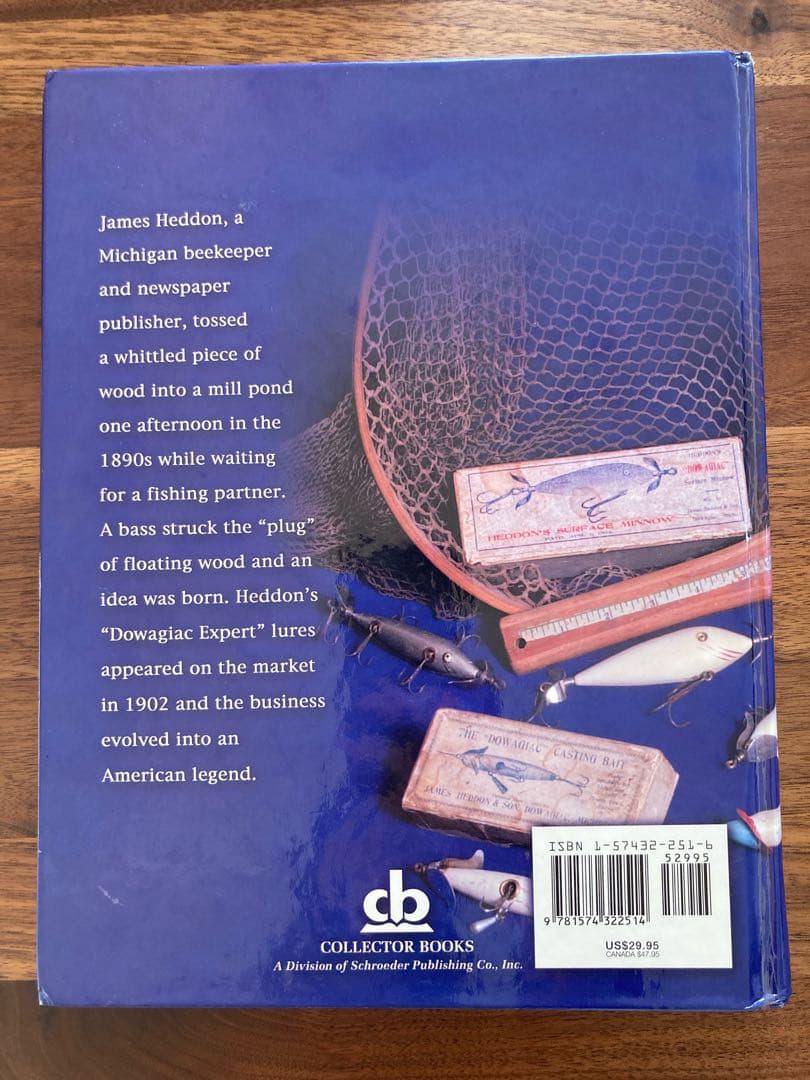 James Heddon, a
Michigan beekeeper
and newspaper
publisher, tossed
a whittled piece of
wood into a mill pond
one afternoon in the
1890s while waiting
for a fishing partner.
A bass struck the “plug”
of floating wood and an
idea was born. Heddon’s
“Dowagiac Expert” lures
appeared on the market
in 1902 and the business
evolved into an
American legend.
HEDDON'S
"DOWAGIAC"
Surface Minnow
HEDDON'S SURFACE MINNOW
THE "DOWAGIAC" CASTING BAIT
JAMES HEDDON & SON DOWAGIAC
cb
COLLECTOR BOOKS
A Division of Schroeder Publishing Co., Inc.
ISBN 1-57432-251-6
52995
9 781574 322514
US$29.95
CANADA $47.95